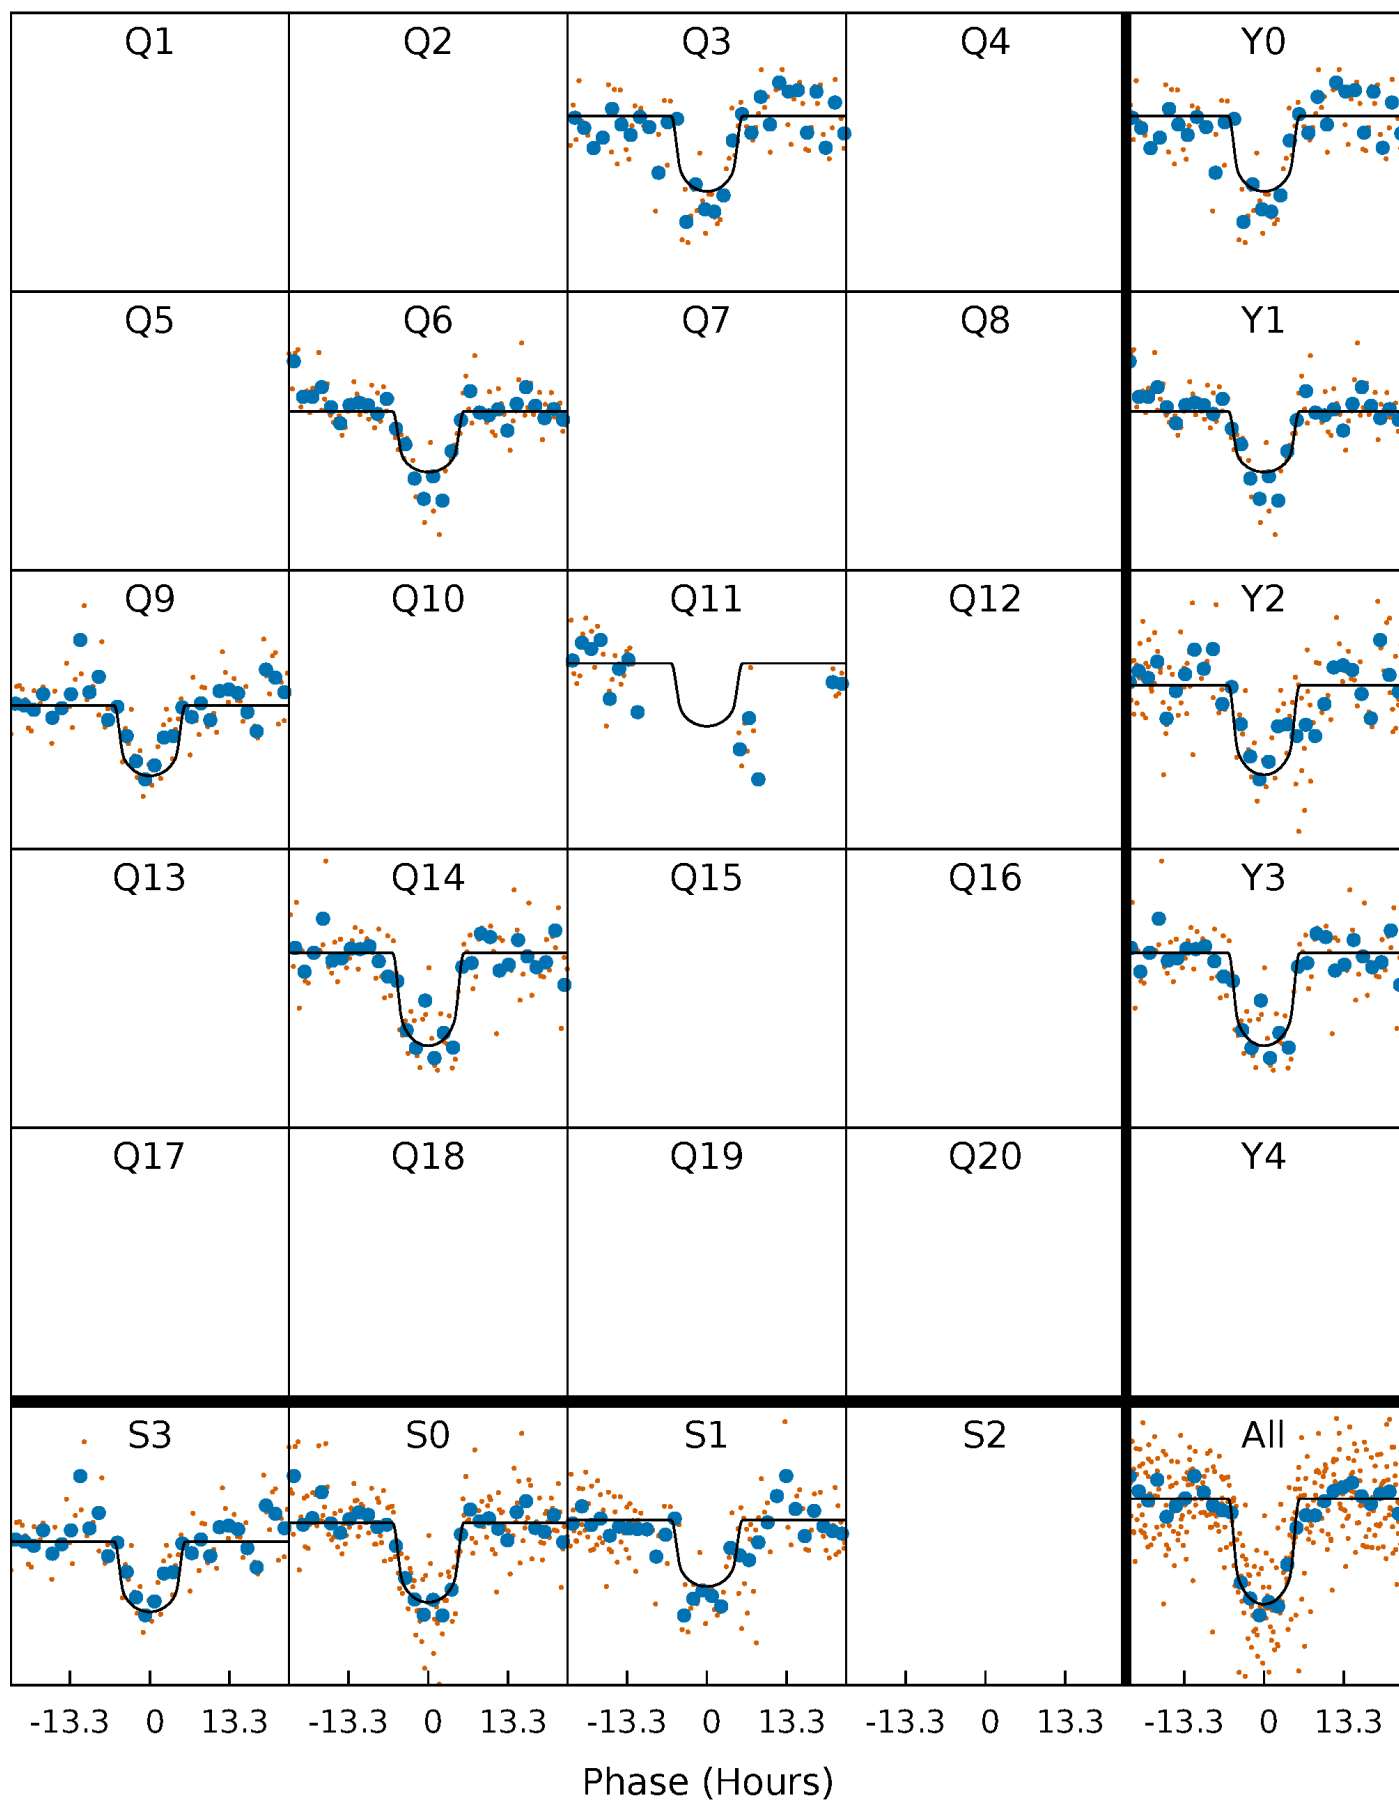 Q1 Q2 Q3 Q4 Y0
Q5 Q6 Q7 Q8 Y1
Q9 Q10 Q11 Q12 Y2
Q13 Q14 Q15 Q16 Y3
Q17 Q18 Q19 Q20 Y4
S3 S0 S1 S2 All
-13.3 0 13.3 -13.3 0 13.3 -13.3 0 13.3 -13.3 0 13.3 -13.3 0 13.3
Phase (Hours)